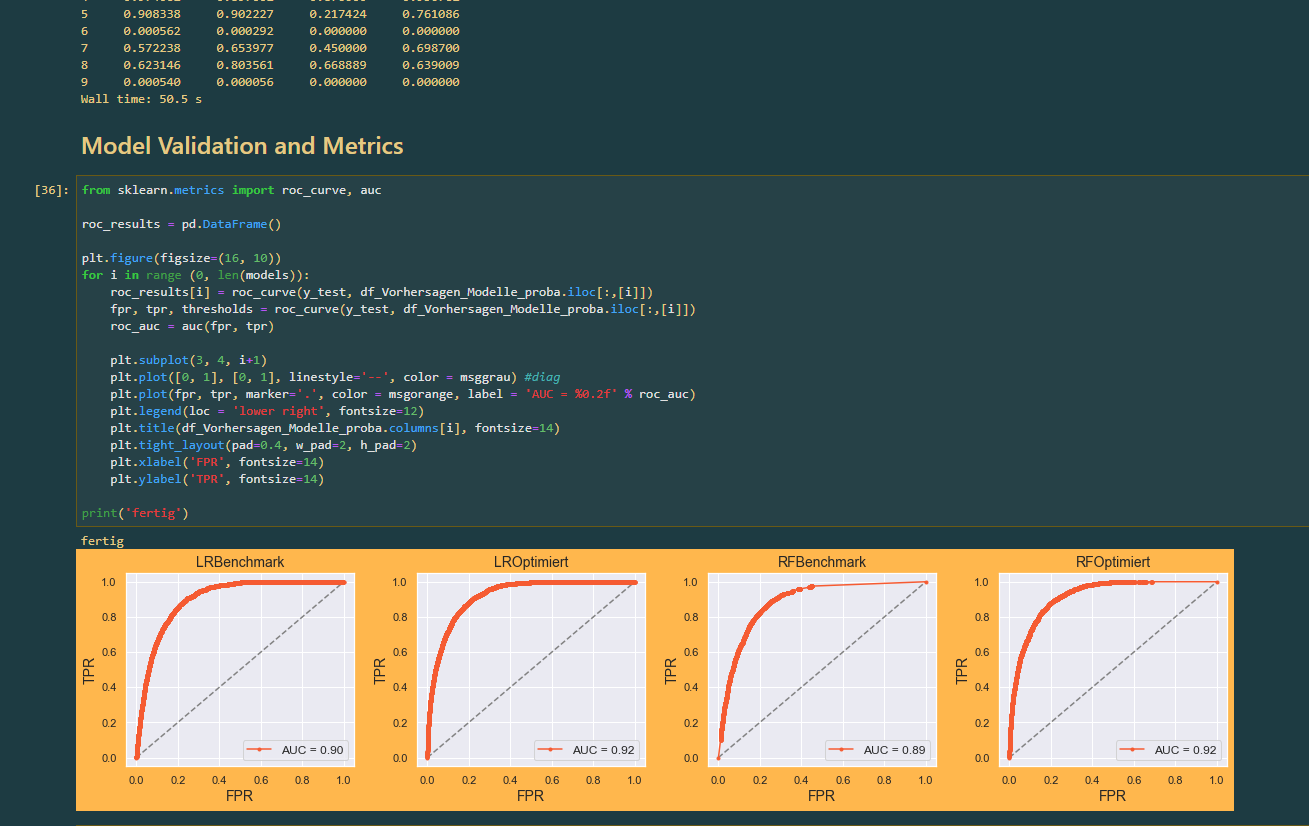 5 0.908338 0.902227 0.217424 0.761086
6 0.000562 0.000292 0.000000 0.000000
7 0.572238 0.653977 0.450000 0.698700
8 0.623146 0.803561 0.668889 0.639009
9 0.000540 0.000056 0.000000 0.000000
Wall time: 50.5 s
Model Validation and Metrics
[36]: from sklearn.metrics import roc_curve, auc
roc_results = pd.DataFrame()
plt.figure(figsize=(16, 10))
for i in range (0, len(models)):
    roc_results[i] = roc_curve(y_test, df_Vorhersagen_Modelle_proba.iloc[:,[i]])
    fpr, tpr, thresholds = roc_curve(y_test, df_Vorhersagen_Modelle_proba.iloc[:,[i]])
    roc_auc = auc(fpr, tpr)
    plt.subplot(3, 4, i+1)
    plt.plot([0, 1], [0, 1], linestyle='--', color = msggrau) #diag
    plt.plot(fpr, tpr, marker='.', color = msgorange, label = 'AUC = %0.2f' % roc_auc)
    plt.legend(loc = 'lower right', fontsize=12)
    plt.title(df_Vorhersagen_Modelle_proba.columns[i], fontsize=14)
    plt.tight_layout(pad=0.4, w_pad=2, h_pad=2)
    plt.xlabel('FPR', fontsize=14)
    plt.ylabel('TPR', fontsize=14)
print('fertig')
fertig
LRBenchmark
1.0
0.8
0.6
0.4
0.2
0.0
TPR
AUC = 0.90
0.0 0.2 0.4 0.6 0.8 1.0
FPR
LROptimiert
1.0
0.8
0.6
0.4
0.2
0.0
TPR
AUC = 0.92
0.0 0.2 0.4 0.6 0.8 1.0
FPR
RFBenchmark
1.0
0.8
0.6
0.4
0.2
0.0
TPR
AUC = 0.89
0.0 0.2 0.4 0.6 0.8 1.0
FPR
RFOptimiert
1.0
0.8
0.6
0.4
0.2
0.0
TPR
AUC = 0.92
0.0 0.2 0.4 0.6 0.8 1.0
FPR